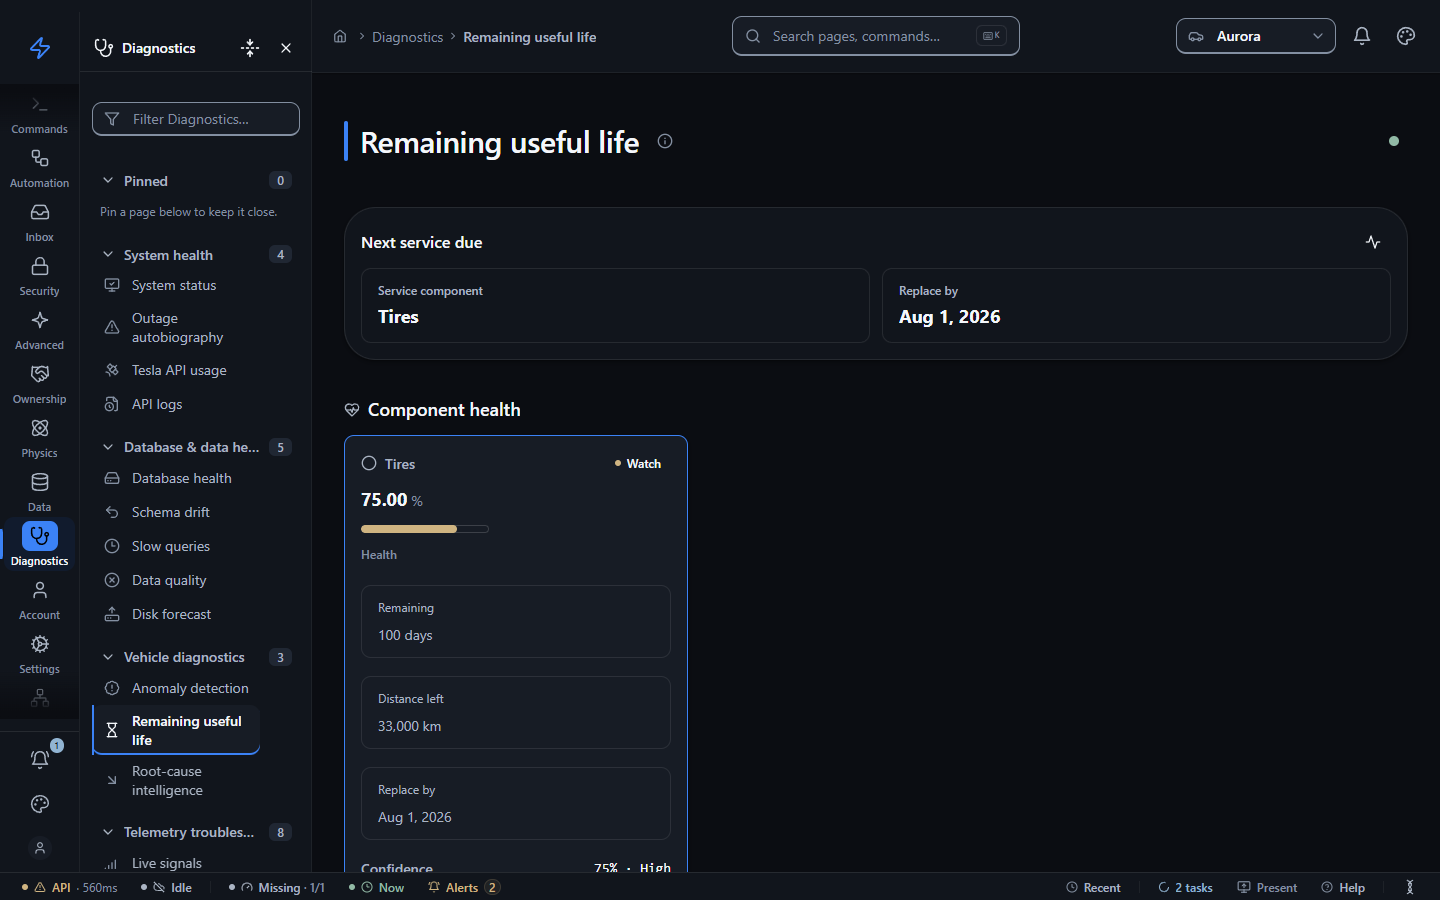 Diagnostics
Diagnostics
Remaining useful life
Search pages, commands...
K
Aurora
Commands
Automation
Inbox
Security
Advanced
Ownership
Physics
Data
Diagnostics
Account
Settings
1
Filter Diagnostics...
Pinned
0
Pin a page below to keep it close.
System health
4
System status
Outage
autobiography
Tesla API usage
API logs
Database & data he...
5
Database health
Schema drift
Slow queries
Data quality
Disk forecast
Vehicle diagnostics
3
Anomaly detection
Remaining useful
life
Root-cause
intelligence
Telemetry troubles...
8
Live signals
Remaining useful life
Next service due
Service component
Tires
Replace by
Aug 1, 2026
Component health
Tires
Watch
75.00 %
Health
Remaining
100 days
Distance left
33,000 km
Replace by
Aug 1, 2026
Confidence
75% · High
API · 560ms
Idle
Missing · 1/1
Now
Alerts 2
Recent
2 tasks
Present
Help